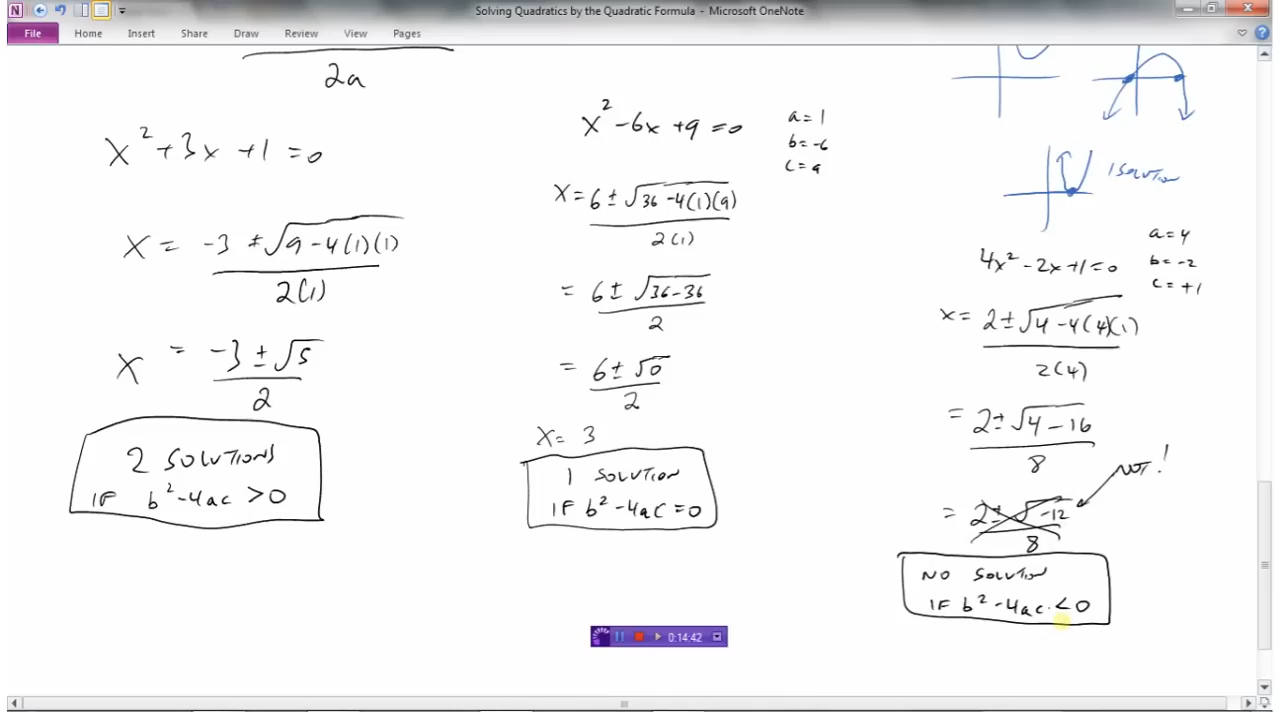 Solving Quadratics by the Quadratic Formula - Microsoft OneNote
File Home Insert Share Draw Review View Pages
2a
x² + 3x + 1 = 0
x = -3 ± √9 - 4(1)(1)
2(1)
x = -3 ± √5
2
2 SOLUTIONS
IF b² - 4ac > 0
x² - 6x + 9 = 0
a = 1
b = -6
c = 9
x = 6 ± √36 - 4(1)(9)
2(1)
= 6 ± √36 - 36
2
= 6 ± √0
2
x = 3
1 SOLUTION
IF b² - 4ac = 0
1 SOLUTION
4x² - 2x + 1 = 0
a = 4
b = -2
c = +1
x = 2 ± √4 - 4(4)(1)
2(4)
= 2 ± √4 - 16
8
NOT!
= 2 ± √-12
8
NO SOLUTION
IF b² - 4ac < 0
0:14:42